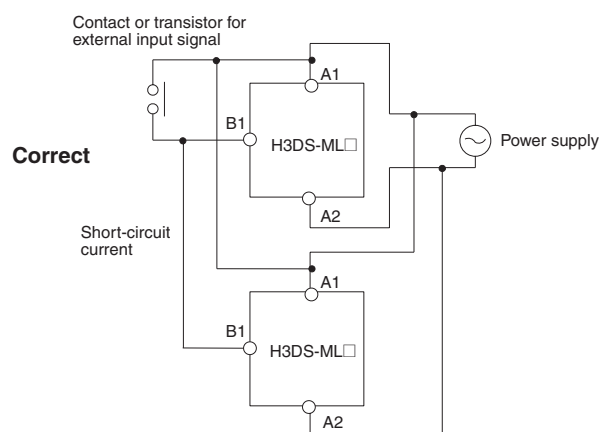 Contact or transistor for
external input signal
A1
B1
H3DS-ML□
Power supply
Correct
A2
Short-circuit
current
A1
B1
H3DS-ML□
A2